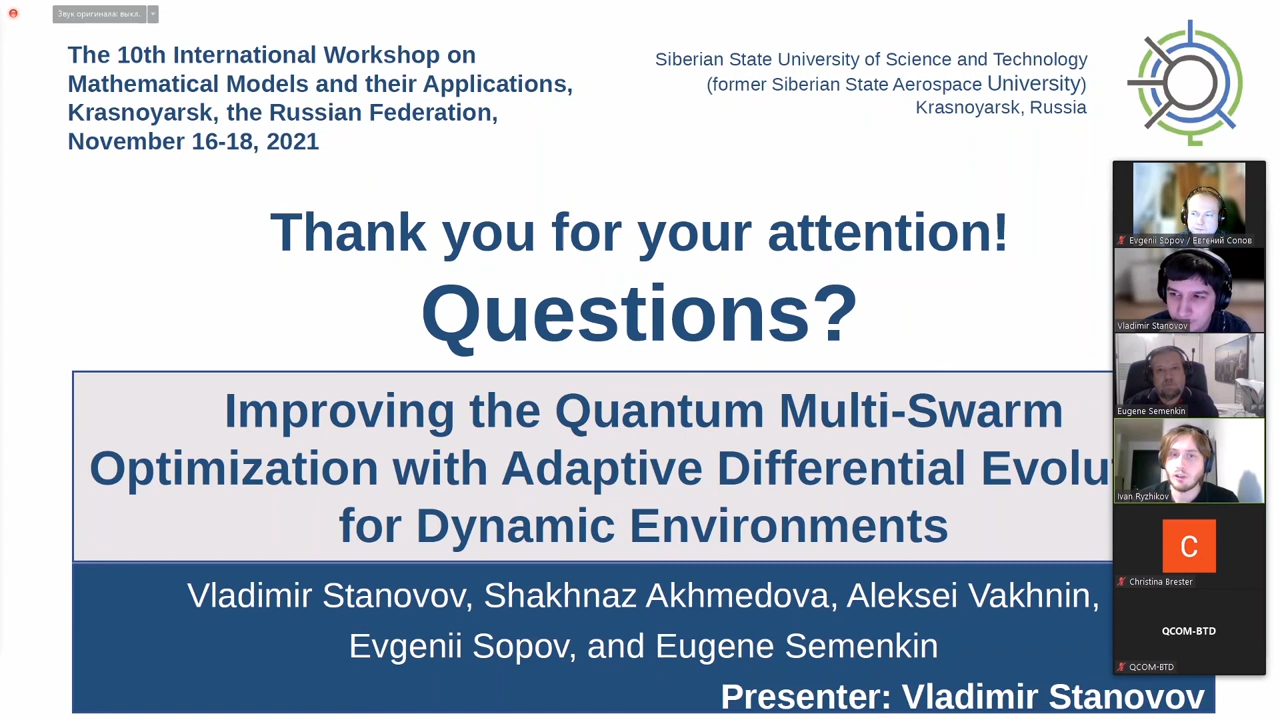 Звук оригинала: выкл.
The 10th International Workshop on
Mathematical Models and their Applications,
Krasnoyarsk, the Russian Federation,
November 16-18, 2021
Siberian State University of Science and Technology
(former Siberian State Aerospace University)
Krasnoyarsk, Russia
Thank you for your attention!
Questions?
Improving the Quantum Multi-Swarm
Optimization with Adaptive Differential Evolu
for Dynamic Environments
Vladimir Stanovov, Shakhnaz Akhmedova, Aleksei Vakhnin,
Evgenii Sopov, and Eugene Semenkin
Presenter: Vladimir Stanovov
Evgenii Sopov / Евгений Сопов
Vladimir Stanovov
Eugene Semenkin
Ivan Ryzhikov
C
Christina Brester
QCOM-BTD
QCOM-BTD